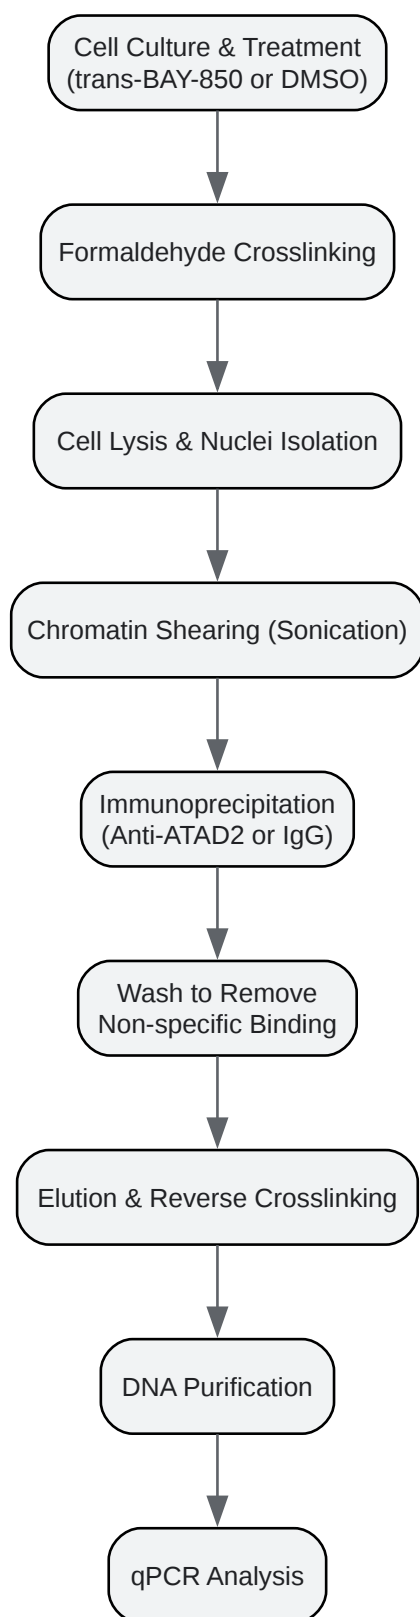 Cell Culture & Treatment
(trans-BAY-850 or DMSO)
Formaldehyde Crosslinking
Cell Lysis & Nuclei Isolation
Chromatin Shearing (Sonication)
Immunoprecipitation
(Anti-ATAD2 or IgG)
Wash to Remove
Non-specific Binding
Elution & Reverse Crosslinking
DNA Purification
qPCR Analysis